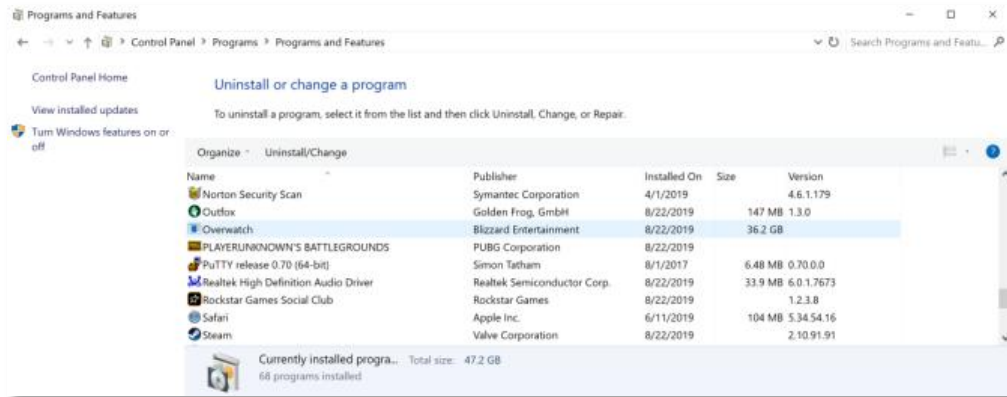 Programs and Features
Control Panel > Programs > Programs and Features
Search Programs and Featu...
Control Panel Home
Uninstall or change a program
View installed updates
To uninstall a program, select it from the list and then click Uninstall, Change, or Repair.
Turn Windows features on or
off
Organize Uninstall/Change
Name Publisher Installed On Size Version
Norton Security Scan Symantec Corporation 4/1/2019 4.6.1.179
Outfox Golden Frog, GmbH 8/22/2019 147 MB 1.3.0
Overwatch Blizzard Entertainment 8/22/2019 36.2 GB
PLAYERUNKNOWN'S BATTLEGROUNDS PUBG Corporation 8/22/2019
PuTTY release 0.70 (64-bit) Simon Tatham 8/1/2017 6.48 MB 0.70.0.0
Realtek High Definition Audio Driver Realtek Semiconductor Corp. 8/22/2019 33.9 MB 6.0.1.7673
Rockstar Games Social Club Rockstar Games 8/22/2019 1.2.3.8
Safari Apple Inc. 6/11/2019 104 MB 5.34.54.16
Steam Valve Corporation 8/22/2019 2.10.91.91
Currently installed progra... Total size: 47.2 GB
68 programs installed